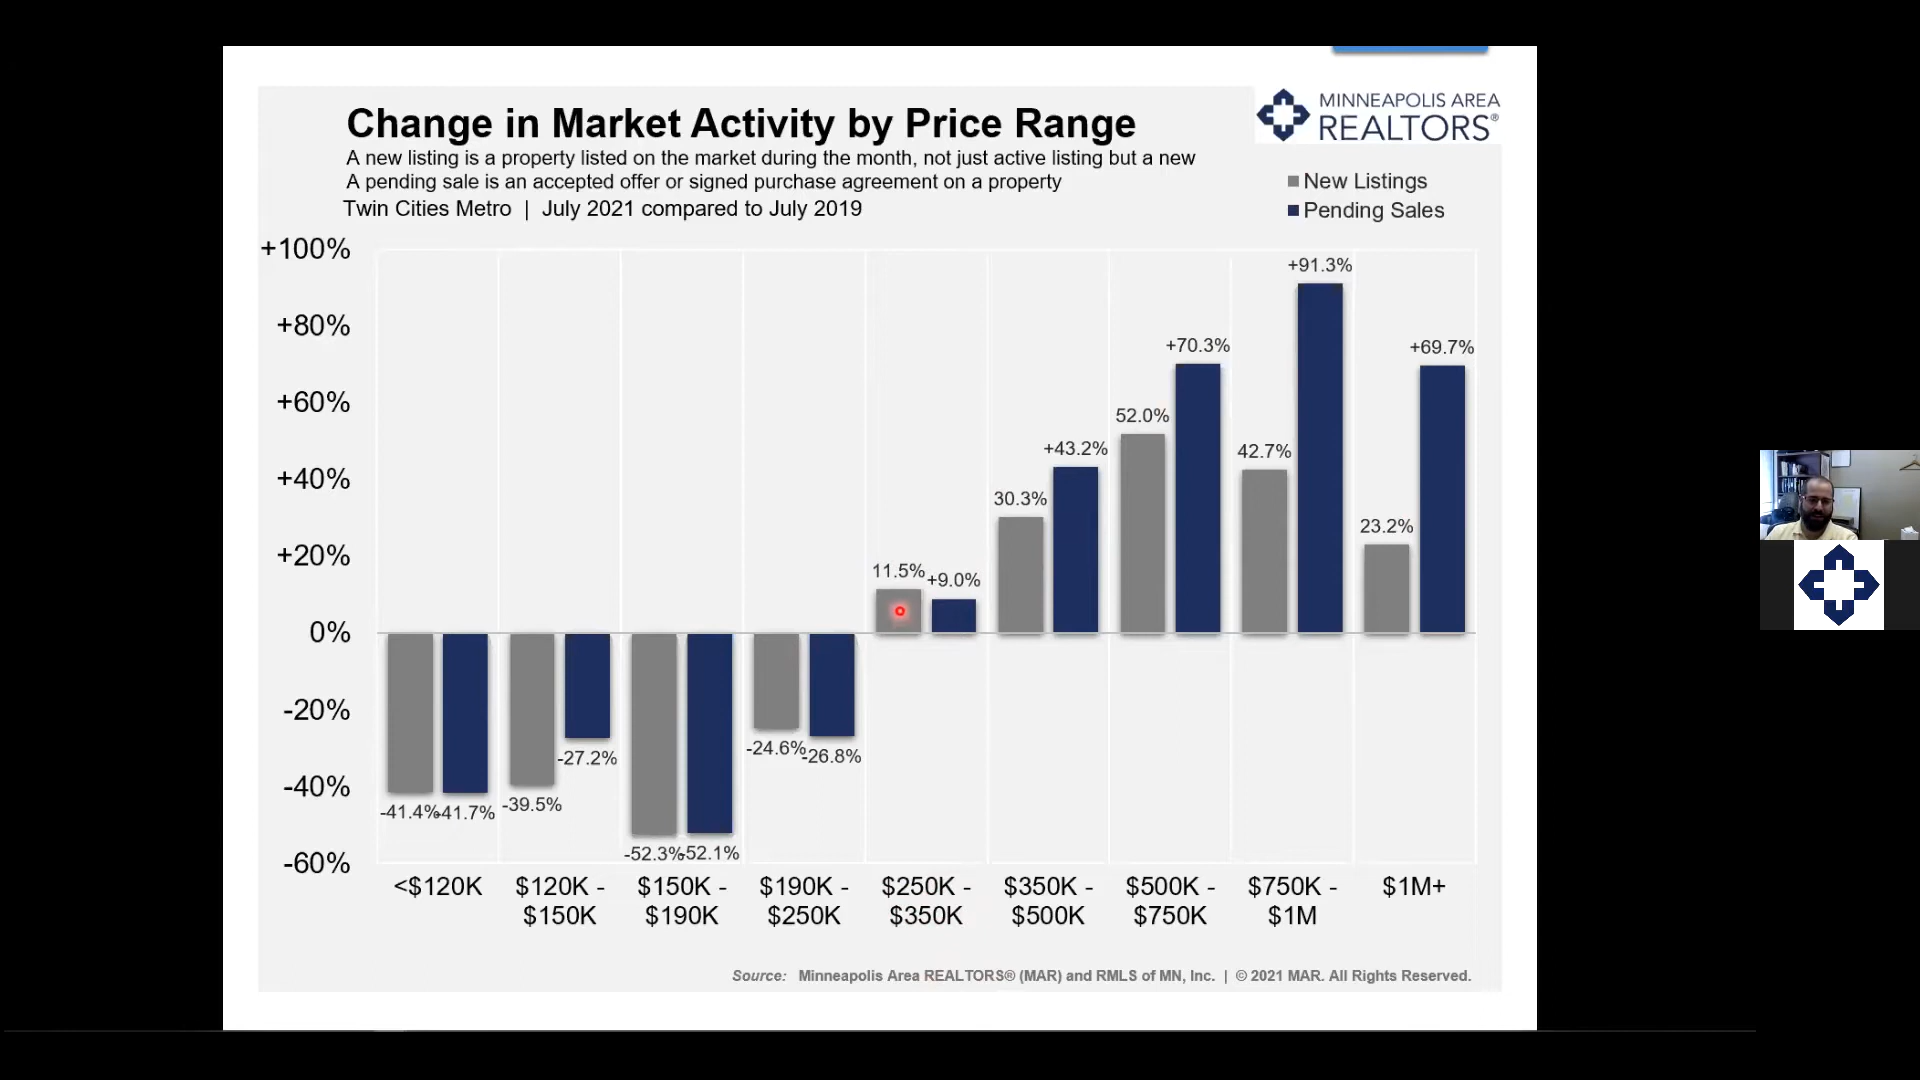 Change in Market Activity by Price Range
A new listing is a property listed on the market during the month, not just active listing but a new
A pending sale is an accepted offer or signed purchase agreement on a property
Twin Cities Metro | July 2021 compared to July 2019
MINNEAPOLIS AREA
REALTORS®
New Listings
Pending Sales
+100%
+80%
+60%
+40%
+20%
0%
-20%
-40%
-60%
-41.4%
-41.7%
-39.5%
-27.2%
-52.3%
-52.1%
-24.6%
-26.8%
11.5%
+9.0%
30.3%
+43.2%
52.0%
+70.3%
42.7%
+91.3%
23.2%
+69.7%
<$120K
$120K -
$150K
$150K -
$190K
$190K -
$250K
$250K -
$350K
$350K -
$500K
$500K -
$750K
$750K -
$1M
$1M+
Source: Minneapolis Area REALTORS® (MAR) and RMLS of MN, Inc. | © 2021 MAR. All Rights Reserved.